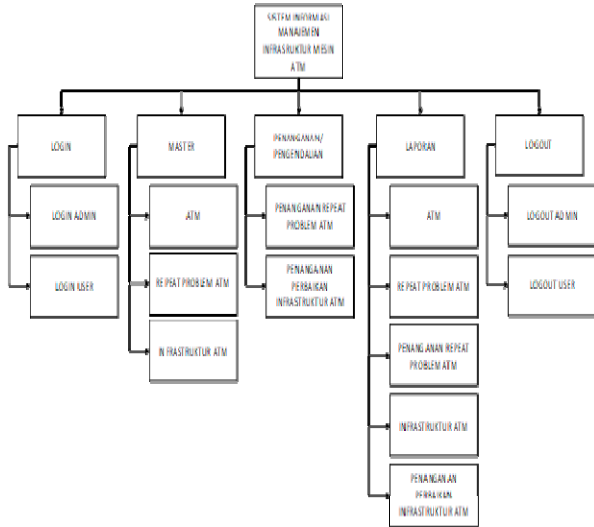 SISTEM INFORMASI
MANAJEMEN
INFRASRUKTUR MESIN
ATM
LOGIN
MASTER
PENANGANAN/
PENGENDALIAN
LAPORAN
LOGOUT
LOGIN ADMIN
ATM
PENANGANAN REPEAT
PROBLEM ATM
ATM
LOGOUT ADMIN
LOGIN USER
REPEAT PROBLEM ATM
PENANGANAN
PERBAIKAN
INFRASTRUKTUR ATM
REPEAT PROBLEM ATM
LOGOUT USER
INFRASTRUKTUR ATM
PENANGANAN REPEAT
PROBLEM ATM
INFRASTRUKTUR ATM
PENANGANAN
PERBAIKAN
INFRASTRUKTUR ATM